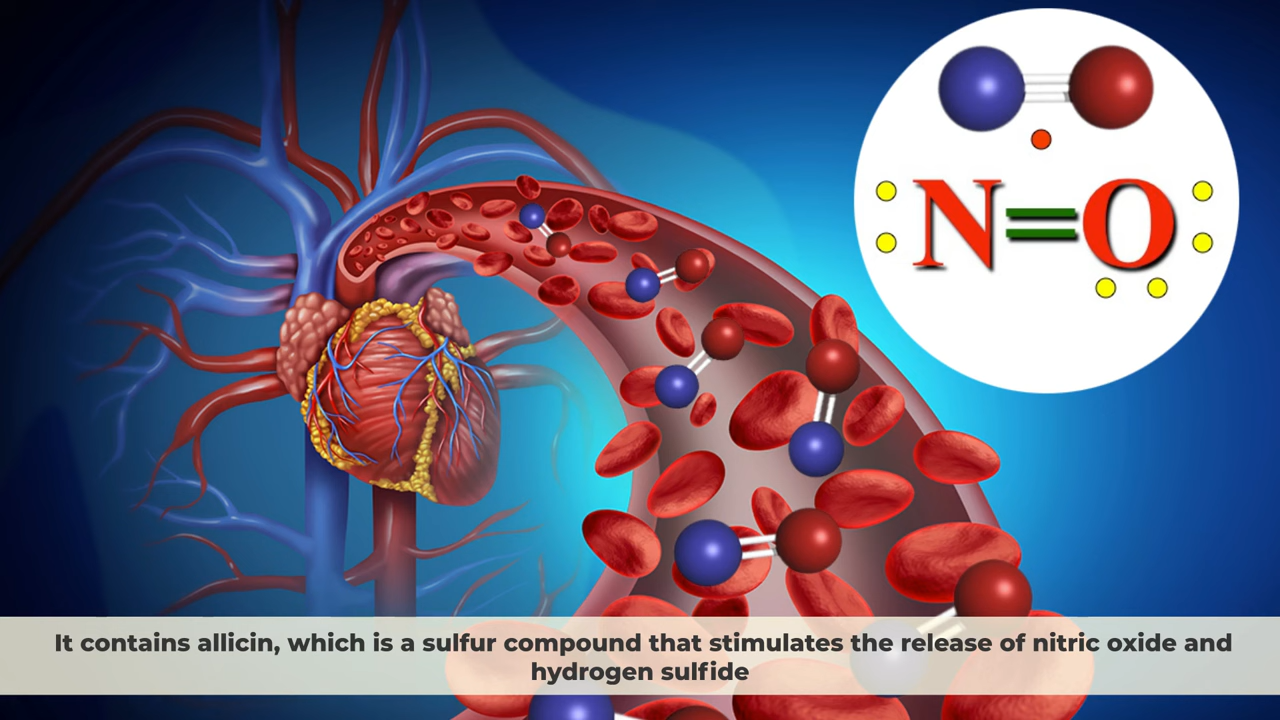 N=O
It contains allicin, which is a sulfur compound that stimulates the release of nitric oxide and
hydrogen sulfide